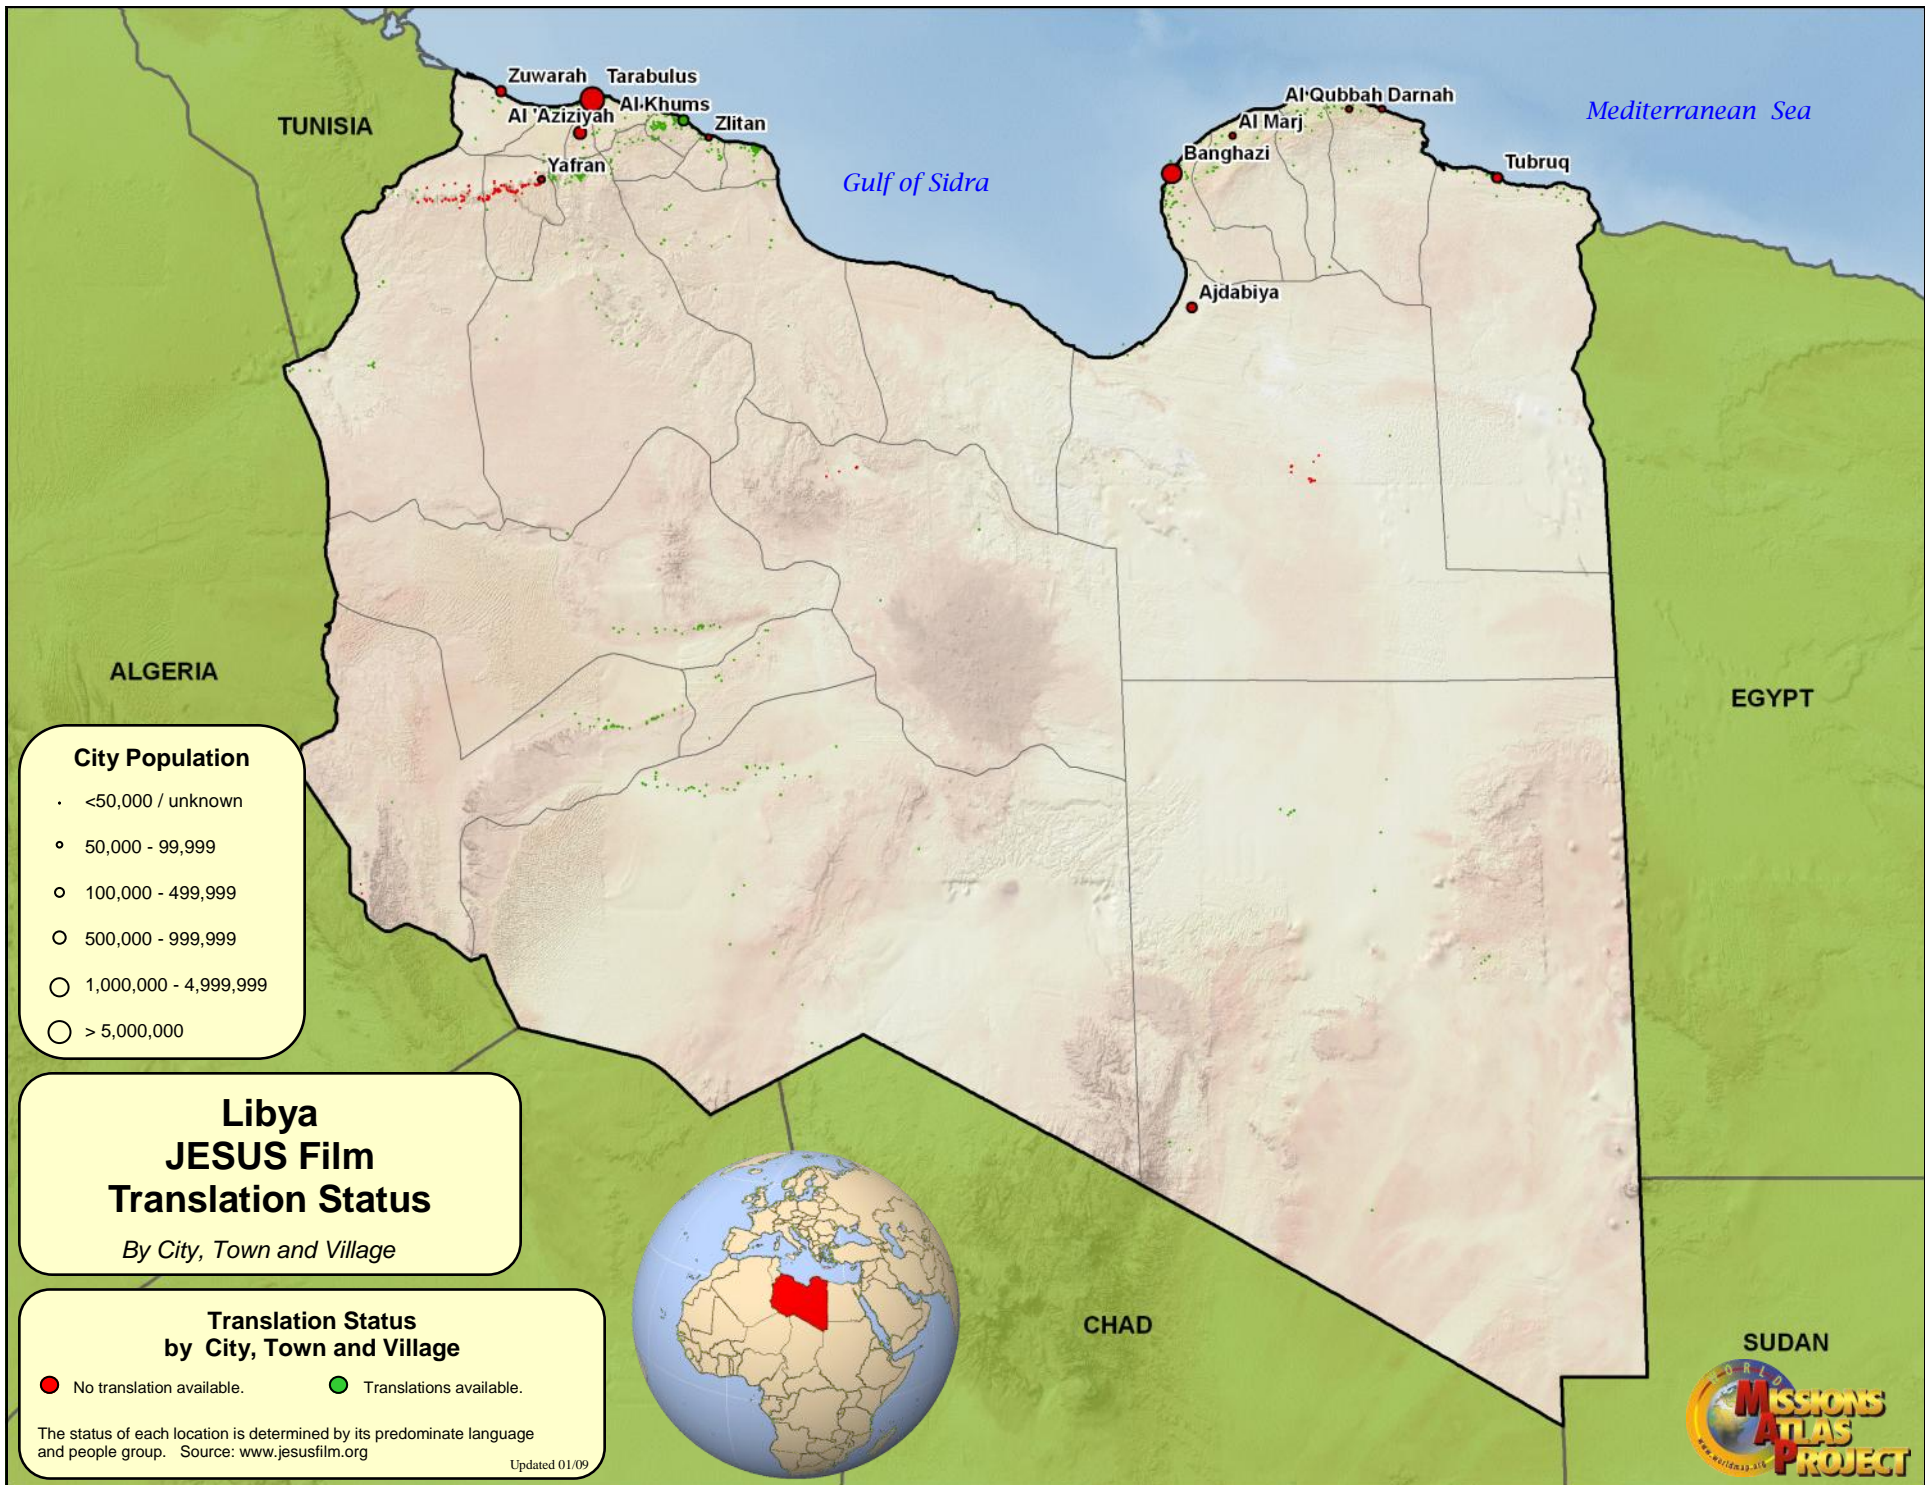 Zuwarah
Tarabulus
Al Khums
Al 'Aziziyah
Zlitan
Yafran
TUNISIA
Gulf of Sidra
Al Qubbah
Darnah
Al Marj
Banghazi
Tubruq
Mediterranean Sea
Ajdabiya
ALGERIA
EGYPT
City Population
<50,000 / unknown
50,000 - 99,999
100,000 - 499,999
500,000 - 999,999
1,000,000 - 4,999,999
> 5,000,000
Libya
JESUS Film
Translation Status
By City, Town and Village
Translation Status
by City, Town and Village
No translation available.
Translations available.
The status of each location is determined by its predominate language
and people group. Source: www.jesusfilm.org
Updated 01/09
CHAD
SUDAN
WORLD
MISSIONS
ATLAS
PROJECT
www.worldmap.org